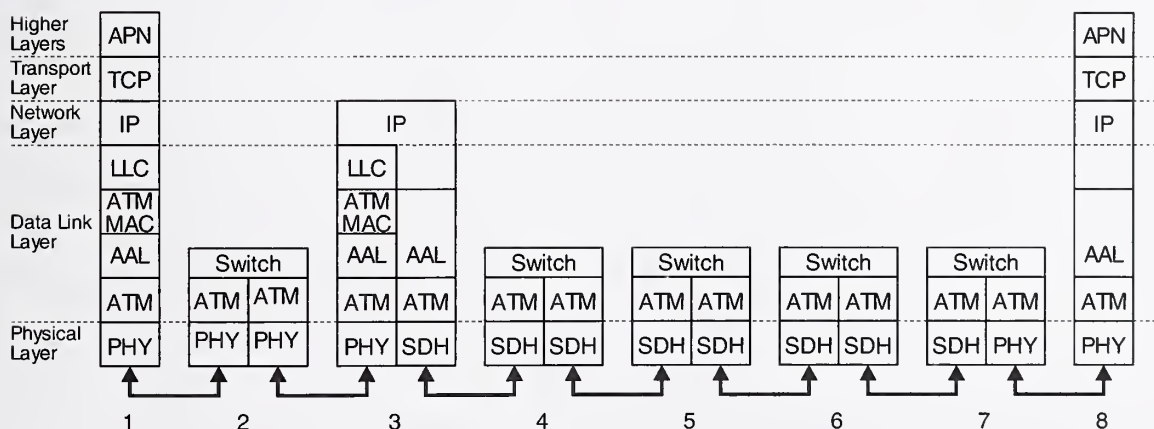 Higher
Layers
APN
APN
Transport
Layer
TCP
TCP
Network
Layer
IP
IP
IP
LLC
LLC
ATM
MAC
ATM
MAC
Data Link
Layer
AAL
AAL
AAL
AAL
Switch
Switch
Switch
Switch
Switch
ATM
ATM
ATM
ATM
ATM
ATM
ATM
ATM
ATM
ATM
ATM
ATM
ATM
ATM
Physical
Layer
PHY
PHY
PHY
PHY
SDH
SDH
SDH
SDH
SDH
SDH
SDH
SDH
PHY
PHY
1
2
3
4
5
6
7
8